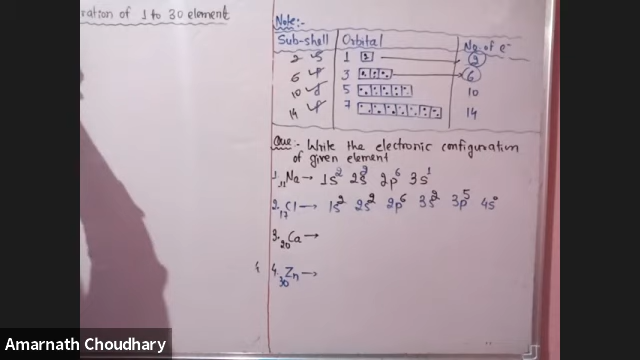 ration of 1 to 30 element
Note:-
Sub-shell Orbital No. of e⁻
2 s 1 2 2
6 p 3 6
10 d 5 10
14 f 7 14
Que:- Write the electronic configuration
of given element
1. ₁₁Na→ 1s² 2s² 2p⁶ 3s¹
2. ₁₇Cl→ 1s² 2s² 2p⁶ 3s² 3p⁵ 4s⁰
3. ₂₀Ca→
4. ₃₀Zn→
Amarnath Choudhary